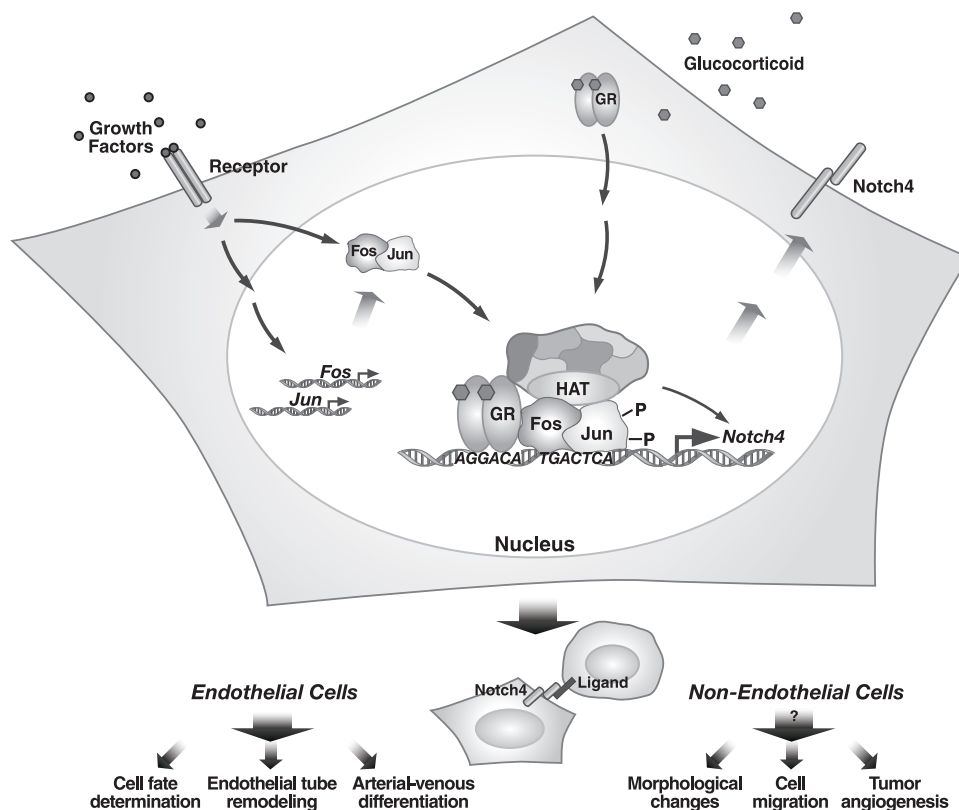 Glucocorticoid
GR
Growth
Factors
Receptor
Notch4
Fos
Jun
Fos
Jun
HAT
GR
Fos
Jun
P
P
Notch4
AGGACA
TGACTCA
Nucleus
Endothelial Cells
Notch4
Ligand
Non-Endothelial Cells
?
Cell fate
determination
Endothelial tube
remodeling
Arterial-venous
differentiation
Morphological
changes
Cell
migration
Tumor
angiogenesis